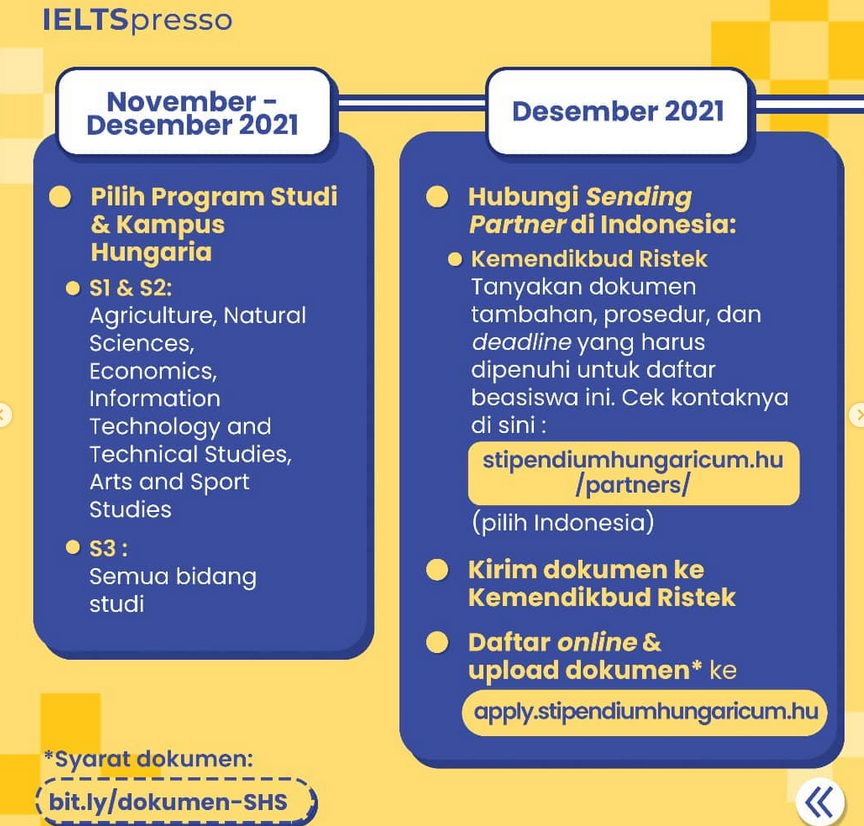 IELTSpresso
November -
Desember 2021
Pilih Program Studi
& Kampus
Hungaria
S1 & S2:
Agriculture, Natural
Sciences,
Economics,
Information
Technology and
Technical Studies,
Arts and Sport
Studies
S3 :
Semua bidang
studi
*Syarat dokumen:
bit.ly/dokumen-SHS
Desember 2021
Hubungi Sending
Partner di Indonesia:
Kemendikbud Ristek
Tanyakan dokumen
tambahan, prosedur, dan
deadline yang harus
dipenuhi untuk daftar
beasiswa ini. Cek kontaknya
di sini :
stipendiumhungaricum.hu
/partners/
(pilih Indonesia)
Kirim dokumen ke
Kemendikbud Ristek
Daftar online &
upload dokumen* ke
apply.stipendiumhungaricum.hu